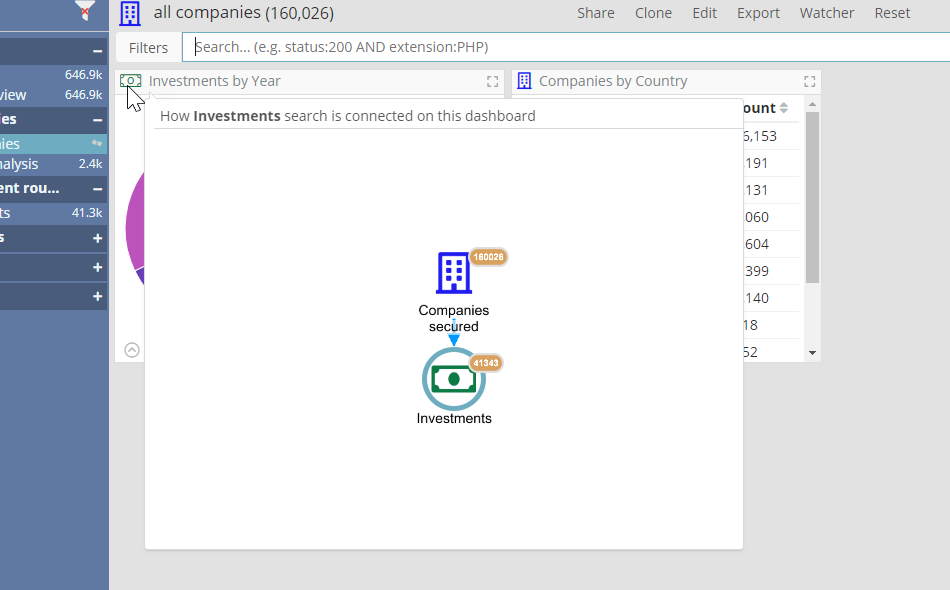 all companies (160,026)
Share Clone Edit Export Watcher Reset
Filters
Search... (e.g. status:200 AND extension:PHP)
646.9k
view 646.9k
es
nies
nalysis 2.4k
ent rou...
ts 41.3k
s
Investments by Year
Companies by Country
How Investments search is connected on this dashboard
160026
Companies
secured
41343
Investments
ount
6,153
191
131
060
604
399
140
18
52